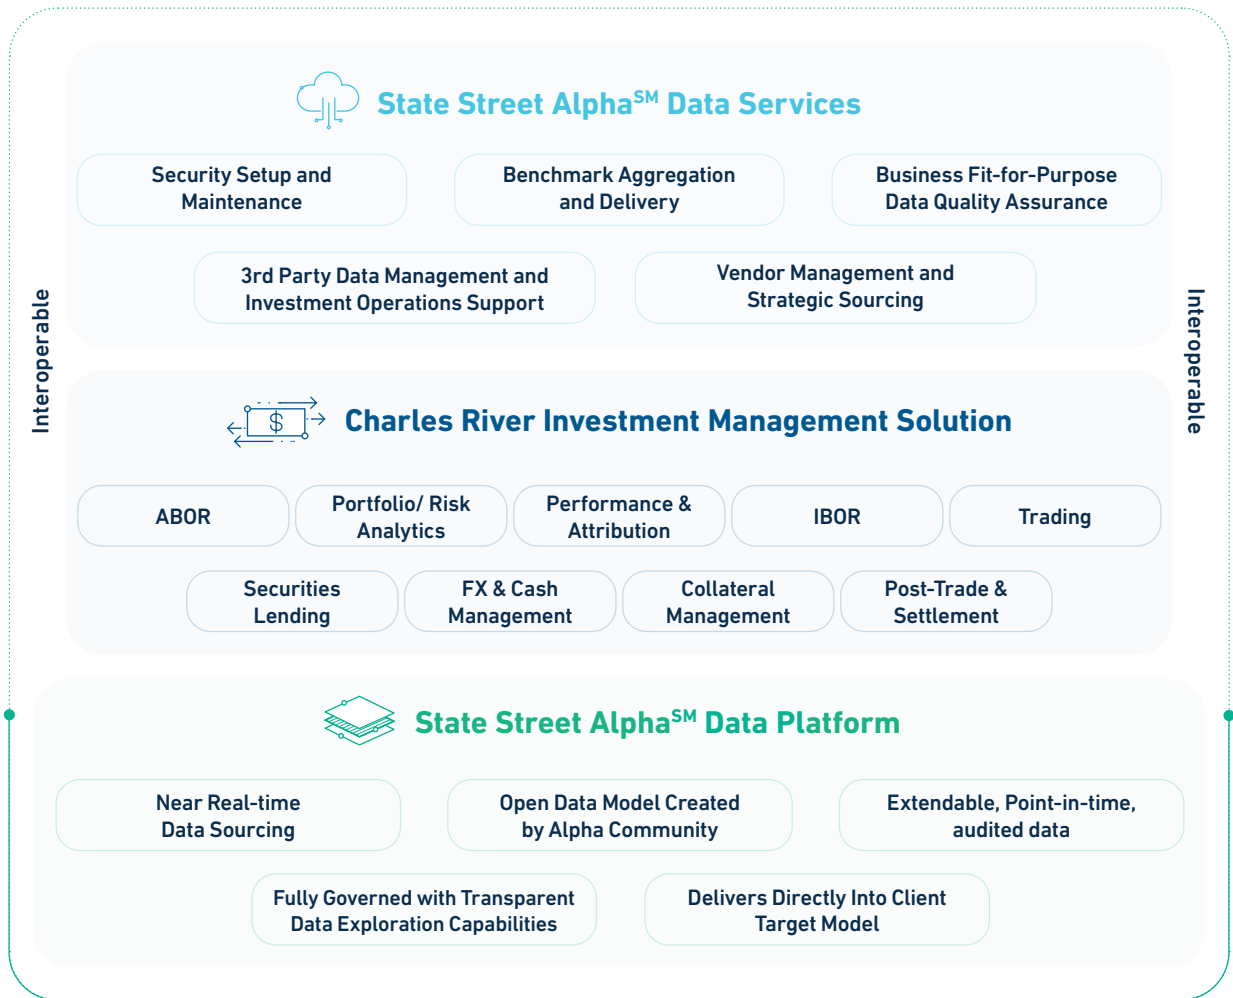 State Street Alpha℠ Data Services
Security Setup and
Maintenance
Benchmark Aggregation
and Delivery
Business Fit-for-Purpose
Data Quality Assurance
3rd Party Data Management and
Investment Operations Support
Vendor Management and
Strategic Sourcing
Interoperable
Interoperable
$
Charles River Investment Management Solution
ABOR
Portfolio/ Risk
Analytics
Performance &
Attribution
IBOR
Trading
Securities
Lending
FX & Cash
Management
Collateral
Management
Post-Trade &
Settlement
State Street Alpha℠ Data Platform
Near Real-time
Data Sourcing
Open Data Model Created
by Alpha Community
Extendable, Point-in-time,
audited data
Fully Governed with Transparent
Data Exploration Capabilities
Delivers Directly Into Client
Target Model